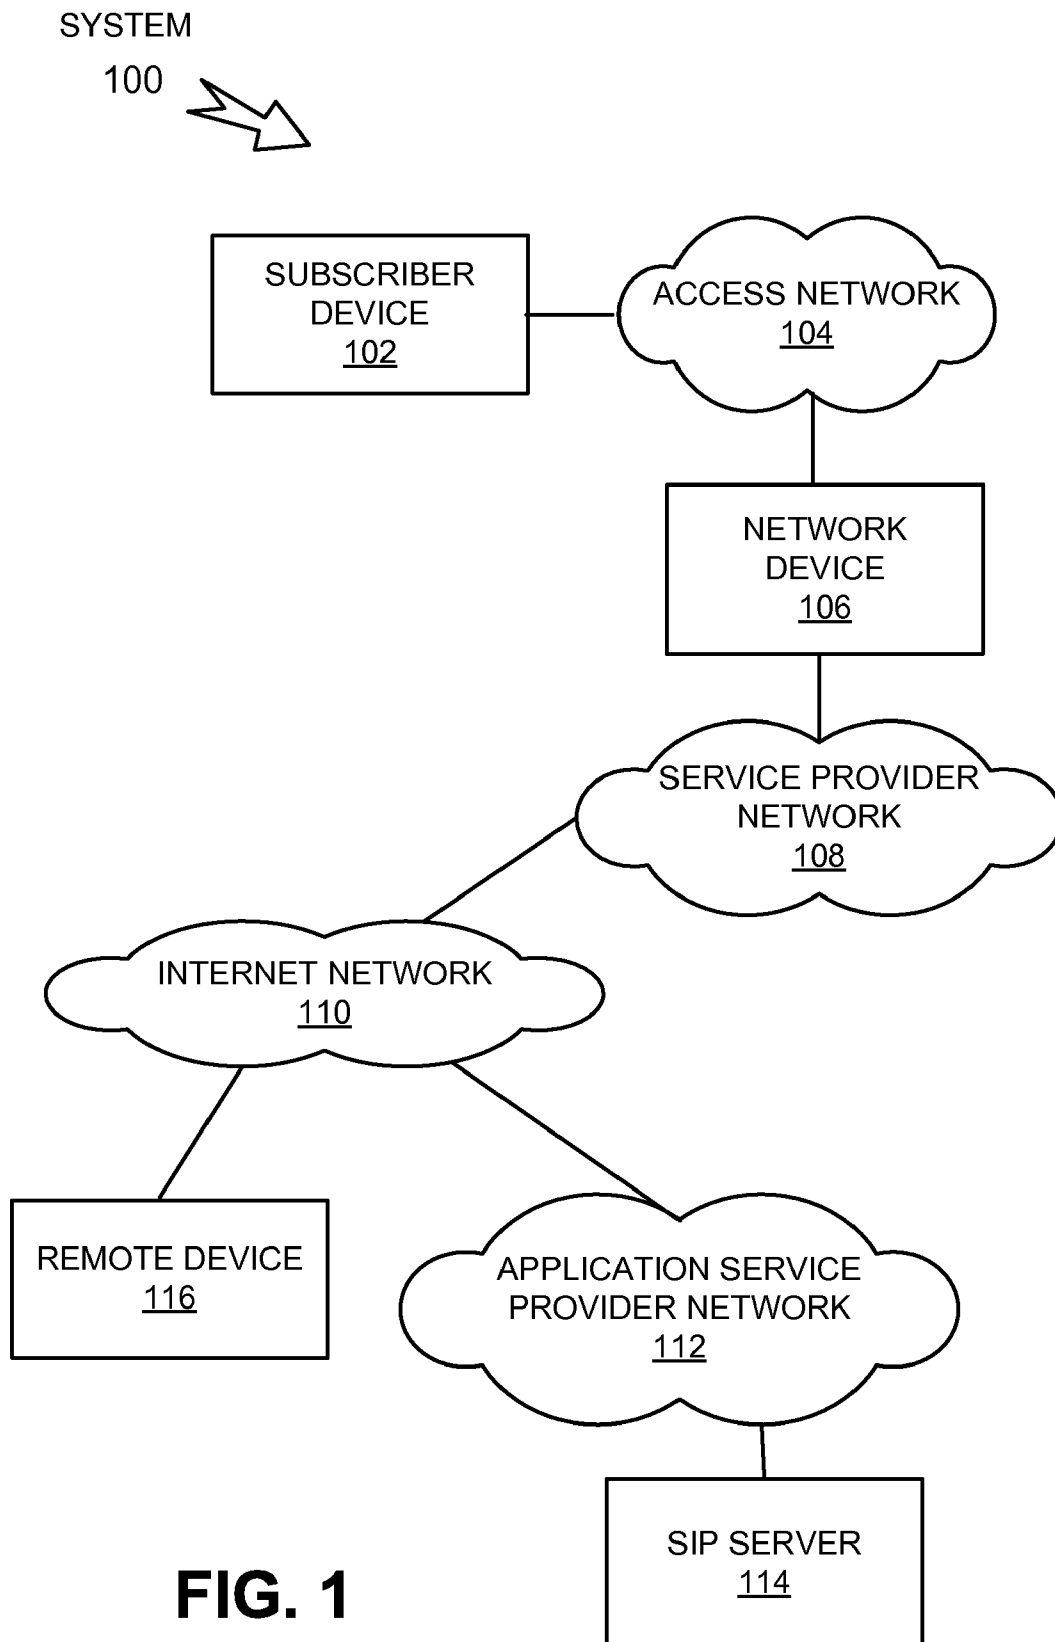 SYSTEM
100
SUBSCRIBER
DEVICE
102
ACCESS NETWORK
104
NETWORK
DEVICE
106
SERVICE PROVIDER
NETWORK
108
INTERNET NETWORK
110
REMOTE DEVICE
116
APPLICATION SERVICE
PROVIDER NETWORK
112
SIP SERVER
114
FIG. 1